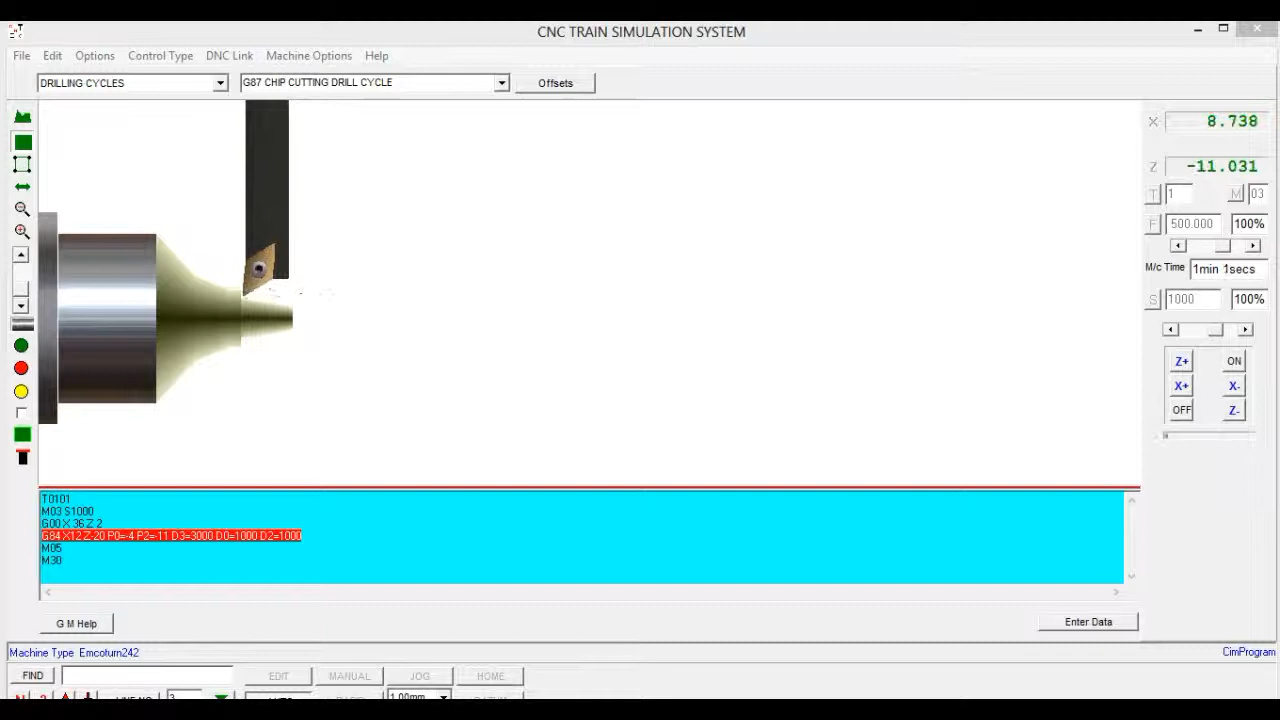 CNC TRAIN SIMULATION SYSTEM
File Edit Options Control Type DNC Link Machine Options Help
DRILLING CYCLES G87 CHIP CUTTING DRILL CYCLE Offsets
X 8.738
Z -11.031
T 1 M 03
F 500.000 100%
M/c Time 1min 1secs
S 1000 100%
Z+ ON
X+ X-
OFF Z-
T0101
M03 S1000
G00 X 36 Z 2
G84 X12 Z-20 P0=-4 P2=-11 D3=3000 D0=1000 D2=1000
M05
M30
G M Help Enter Data
Machine Type Emcoturn242 CimProgram
FIND EDIT MANUAL JOG HOME
LINE NO 3 1.00mm